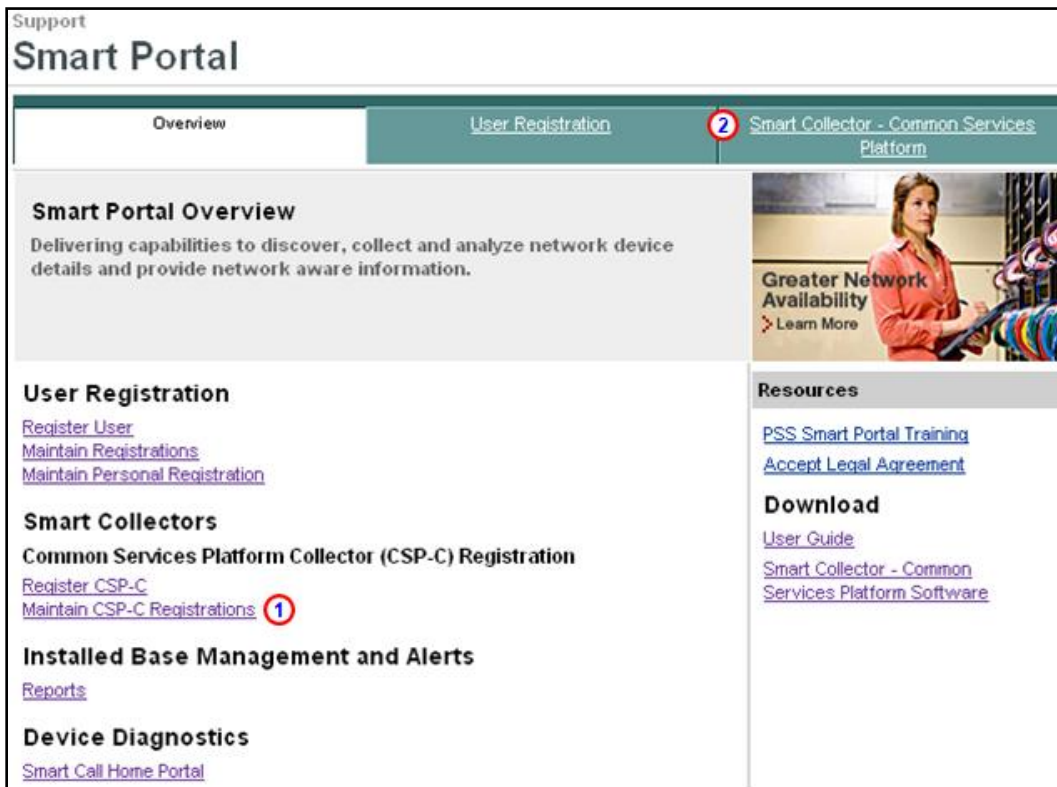 Support
Smart Portal
Overview
User Registration
2 Smart Collector - Common Services
Platform
Smart Portal Overview
Delivering capabilities to discover, collect and analyze network device
details and provide network aware information.
Greater Network
Availability
Learn More
User Registration
Register User
Maintain Registrations
Maintain Personal Registration
Smart Collectors
Common Services Platform Collector (CSP-C) Registration
Register CSP-C
Maintain CSP-C Registrations 1
Installed Base Management and Alerts
Reports
Device Diagnostics
Smart Call Home Portal
Resources
PSS Smart Portal Training
Accept Legal Agreement
Download
User Guide
Smart Collector - Common
Services Platform Software